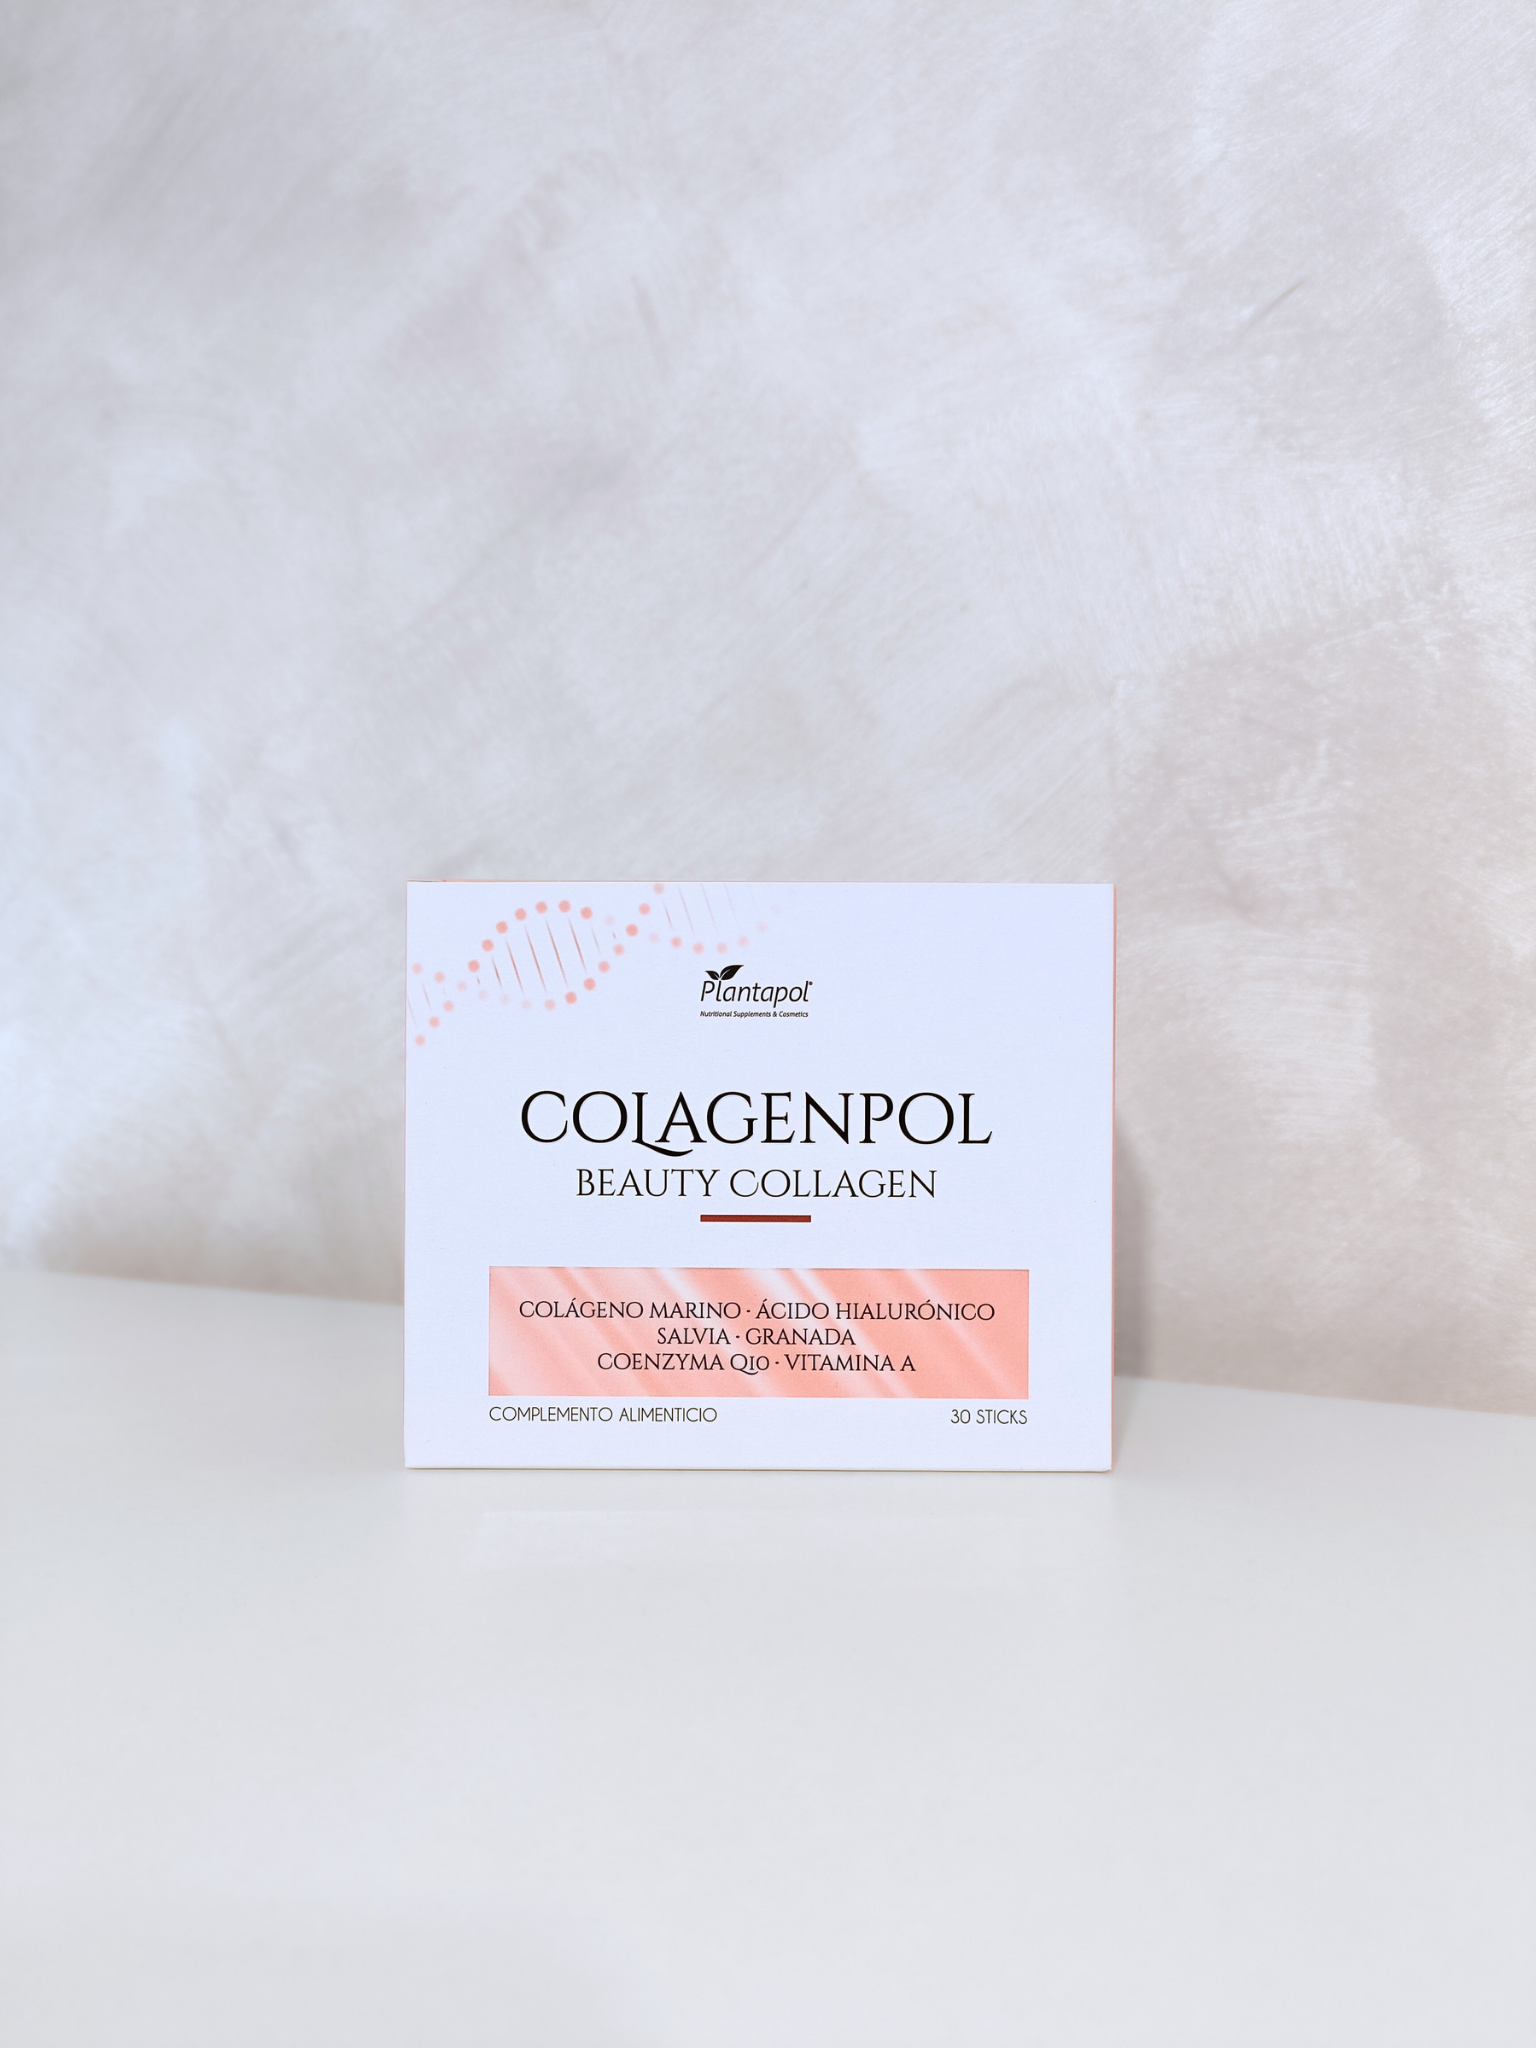 Plantapol®
Nutritional Supplements & Cosmetics
COLAGENPOL
BEAUTY COLLAGEN
COLÁGENO MARINO · ÁCIDO HIALURÓNICO
SALVIA · GRANADA
COENZYMA Q10 · VITAMINA A
COMPLEMENTO ALIMENTICIO
30 STICKS